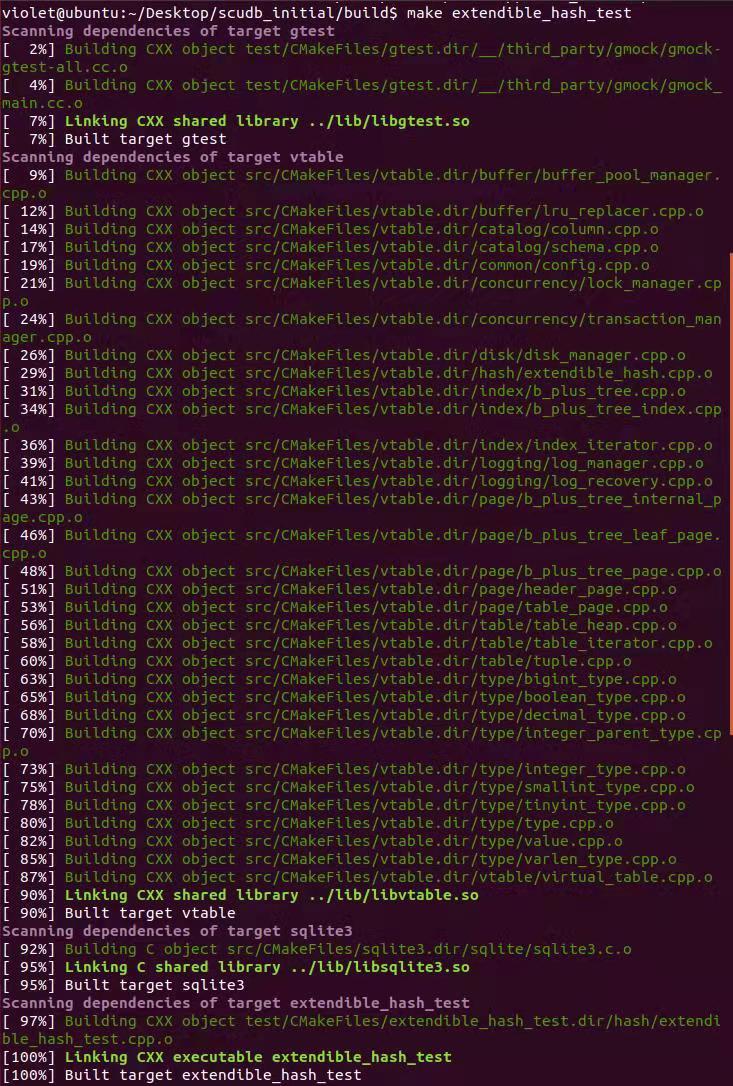 violet@ubuntu:~/Desktop/scudb_initial/build$ make extendible_hash_test
Scanning dependencies of target gtest
[  2%] Building CXX object test/CMakeFiles/gtest.dir/__/third_party/gmock/gmock-
gtest-all.cc.o
[  4%] Building CXX object test/CMakeFiles/gtest.dir/__/third_party/gmock/gmock_
main.cc.o
[  7%] Linking CXX shared library ../lib/libgtest.so
[  7%] Built target gtest
Scanning dependencies of target vtable
[  9%] Building CXX object src/CMakeFiles/vtable.dir/buffer/buffer_pool_manager.
cpp.o
[ 12%] Building CXX object src/CMakeFiles/vtable.dir/buffer/lru_replacer.cpp.o
[ 14%] Building CXX object src/CMakeFiles/vtable.dir/catalog/column.cpp.o
[ 17%] Building CXX object src/CMakeFiles/vtable.dir/catalog/schema.cpp.o
[ 19%] Building CXX object src/CMakeFiles/vtable.dir/common/config.cpp.o
[ 21%] Building CXX object src/CMakeFiles/vtable.dir/concurrency/lock_manager.cp
p.o
[ 24%] Building CXX object src/CMakeFiles/vtable.dir/concurrency/transaction_man
ager.cpp.o
[ 26%] Building CXX object src/CMakeFiles/vtable.dir/disk/disk_manager.cpp.o
[ 29%] Building CXX object src/CMakeFiles/vtable.dir/hash/extendible_hash.cpp.o
[ 31%] Building CXX object src/CMakeFiles/vtable.dir/index/b_plus_tree.cpp.o
[ 34%] Building CXX object src/CMakeFiles/vtable.dir/index/b_plus_tree_index.cpp
.o
[ 36%] Building CXX object src/CMakeFiles/vtable.dir/index/index_iterator.cpp.o
[ 39%] Building CXX object src/CMakeFiles/vtable.dir/logging/log_manager.cpp.o
[ 41%] Building CXX object src/CMakeFiles/vtable.dir/logging/log_recovery.cpp.o
[ 43%] Building CXX object src/CMakeFiles/vtable.dir/page/b_plus_tree_internal_p
age.cpp.o
[ 46%] Building CXX object src/CMakeFiles/vtable.dir/page/b_plus_tree_leaf_page.
cpp.o
[ 48%] Building CXX object src/CMakeFiles/vtable.dir/page/b_plus_tree_page.cpp.o
[ 51%] Building CXX object src/CMakeFiles/vtable.dir/page/header_page.cpp.o
[ 53%] Building CXX object src/CMakeFiles/vtable.dir/page/table_page.cpp.o
[ 56%] Building CXX object src/CMakeFiles/vtable.dir/table/table_heap.cpp.o
[ 58%] Building CXX object src/CMakeFiles/vtable.dir/table/table_iterator.cpp.o
[ 60%] Building CXX object src/CMakeFiles/vtable.dir/table/tuple.cpp.o
[ 63%] Building CXX object src/CMakeFiles/vtable.dir/type/bigint_type.cpp.o
[ 65%] Building CXX object src/CMakeFiles/vtable.dir/type/boolean_type.cpp.o
[ 68%] Building CXX object src/CMakeFiles/vtable.dir/type/decimal_type.cpp.o
[ 70%] Building CXX object src/CMakeFiles/vtable.dir/type/integer_parent_type.cp
p.o
[ 73%] Building CXX object src/CMakeFiles/vtable.dir/type/integer_type.cpp.o
[ 75%] Building CXX object src/CMakeFiles/vtable.dir/type/smallint_type.cpp.o
[ 78%] Building CXX object src/CMakeFiles/vtable.dir/type/tinyint_type.cpp.o
[ 80%] Building CXX object src/CMakeFiles/vtable.dir/type/type.cpp.o
[ 82%] Building CXX object src/CMakeFiles/vtable.dir/type/value.cpp.o
[ 85%] Building CXX object src/CMakeFiles/vtable.dir/type/varlen_type.cpp.o
[ 87%] Building CXX object src/CMakeFiles/vtable.dir/vtable/virtual_table.cpp.o
[ 90%] Linking CXX shared library ../lib/libvtable.so
[ 90%] Built target vtable
Scanning dependencies of target sqlite3
[ 92%] Building C object src/CMakeFiles/sqlite3.dir/sqlite/sqlite3.c.o
[ 95%] Linking C shared library ../lib/libsqlite3.so
[ 95%] Built target sqlite3
Scanning dependencies of target extendible_hash_test
[ 97%] Building CXX object test/CMakeFiles/extendible_hash_test.dir/hash/extendi
ble_hash_test.cpp.o
[100%] Linking CXX executable extendible_hash_test
[100%] Built target extendible_hash_test